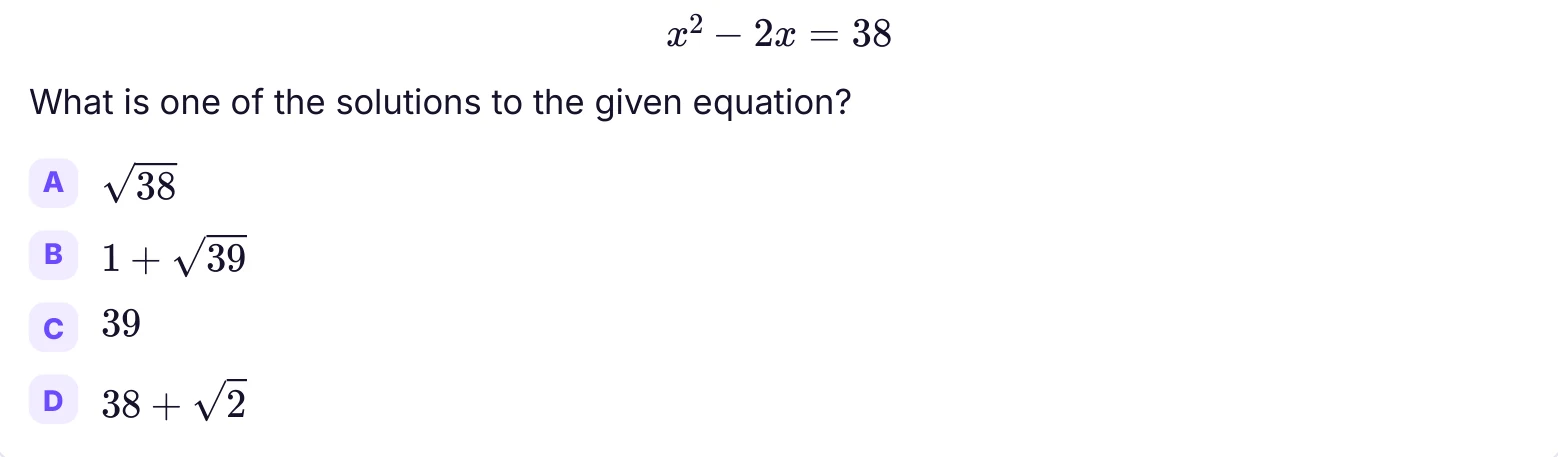 x² − 2x = 38
What is one of the solutions to the given equation?
A √38
B 1 + √39
C 39
D 38 + √2